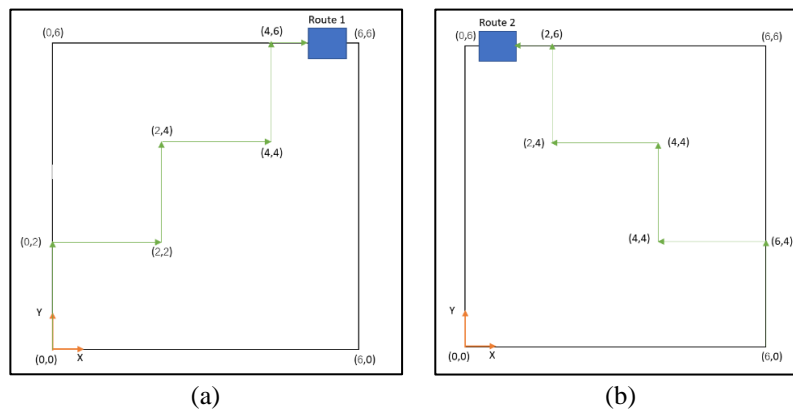 Route 1
(0,6)
(4,6)
(6,6)
(2,4)
(4,4)
(0,2)
(2,2)
Y
X
(0,0)
(6,0)
(a)
Route 2
(0,6)
(2,6)
(6,6)
(2,4)
(4,4)
(4,4)
(6,4)
Y
X
(0,0)
(6,0)
(b)